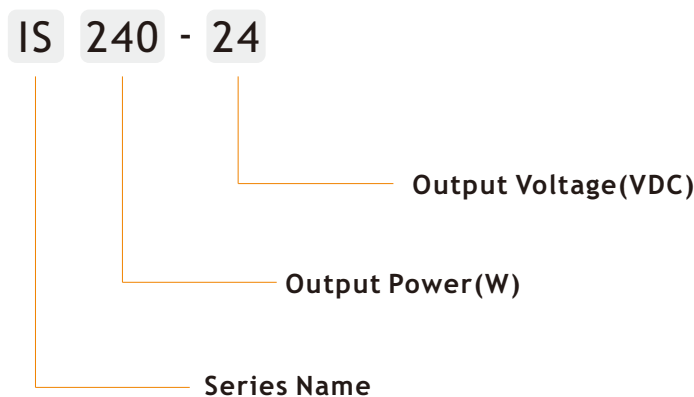 IS 240 - 24
Output Voltage(VDC)
Output Power(W)
Series Name